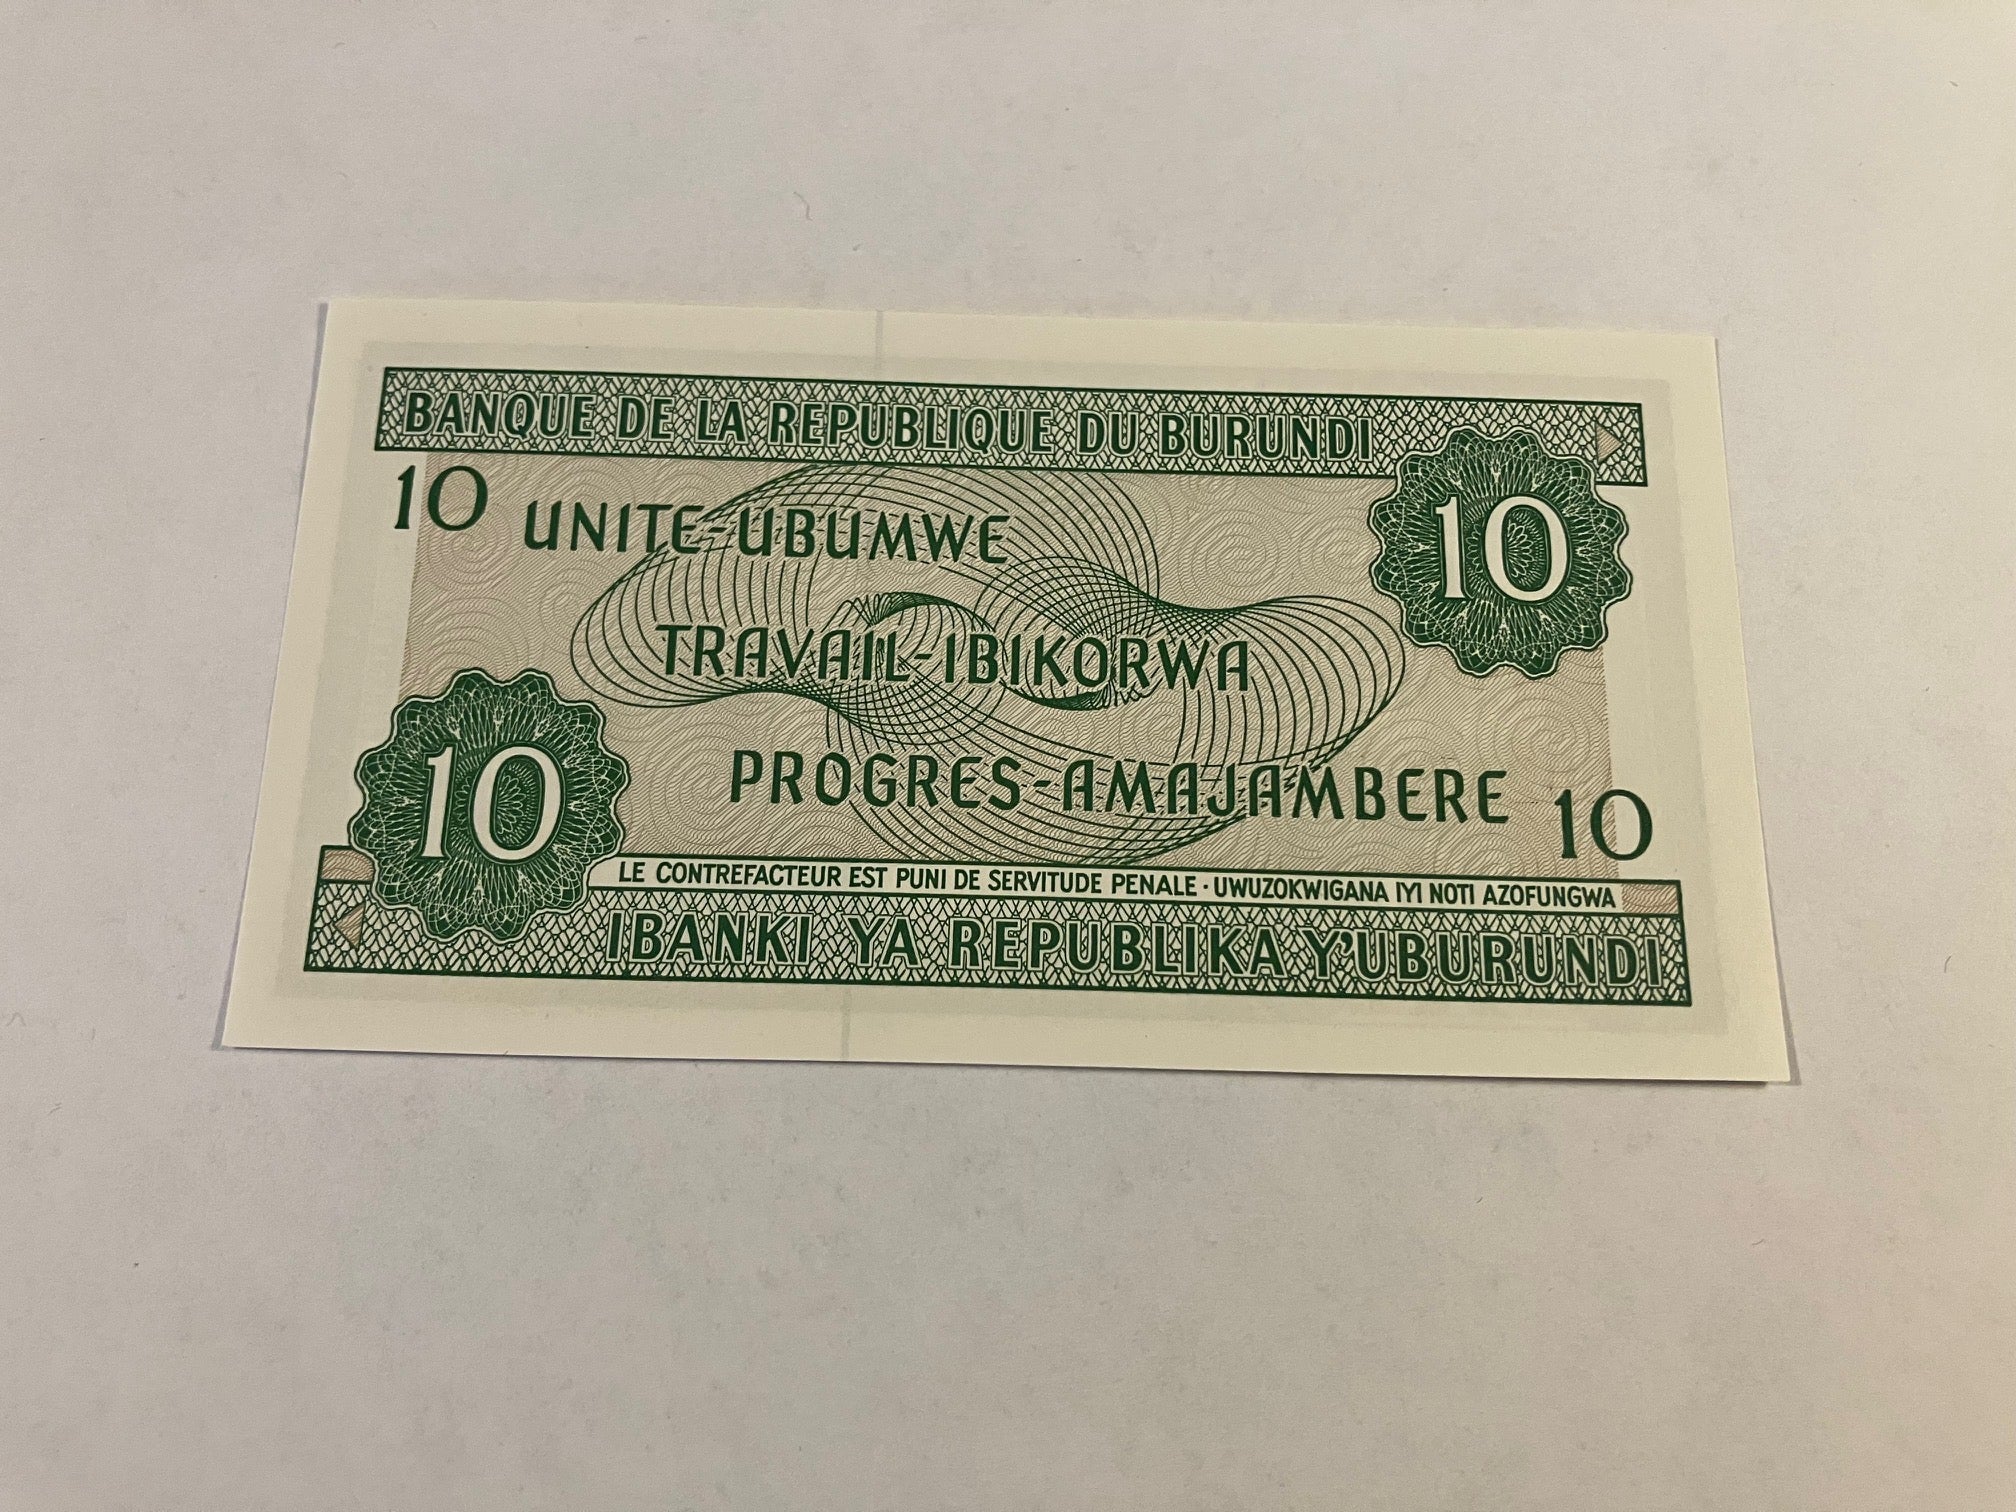 BANQUE DE LA REPUBLIQUE DU BURUNDI
10
UNITE-UBUMWE
10
TRAVAIL-IBIKORWA
10
PROGRES-AMAJAMBERE
10
LE CONTREFACTEUR EST PUNI DE SERVITUDE PENALE · UWUZOKWIGANA IYI NOTI AZOFUNGWA
IBANKI YA REPUBLIKA Y'UBURUNDI